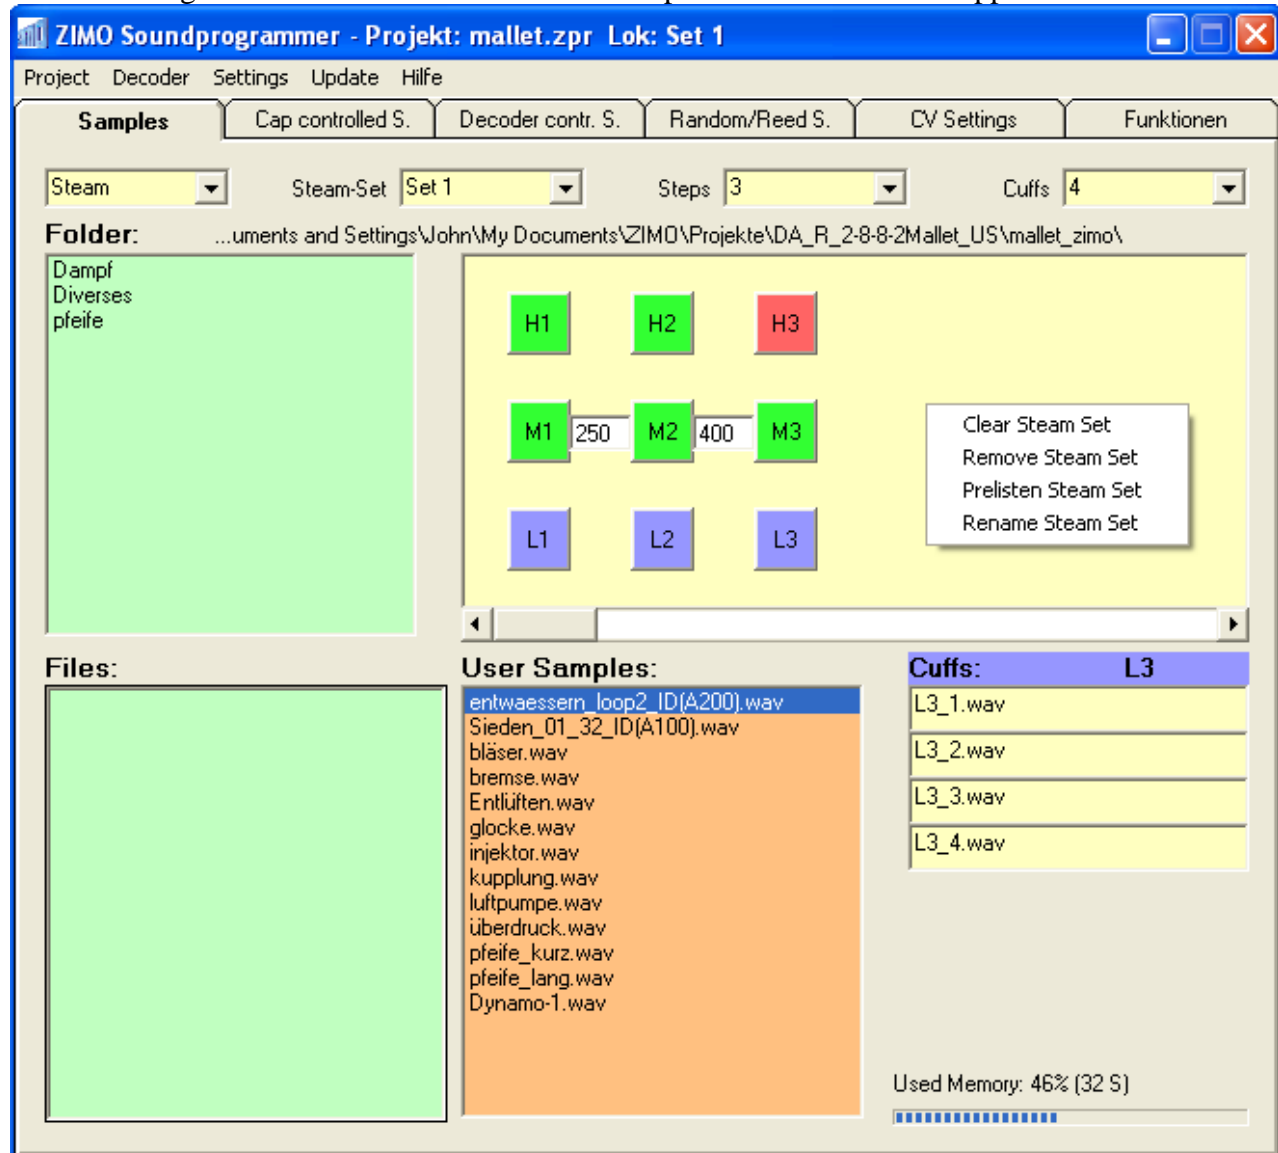 ZIMO Soundprogrammer - Projekt: mallet.zpr Lok: Set 1
Project Decoder Settings Update Hilfe
Samples Cap controlled S. Decoder contr. S. Random/Reed S. CV Settings Funktionen
Steam Steam-Set Set 1 Steps 3 Cuffs 4
Folder: ...uments and Settings\John\My Documents\ZIMO\Projekte\DA_R_2-8-8-2Mallet_US\mallet_zimo\
Dampf
Diverses
pfeife
H1 H2 H3
M1 250 M2 400 M3
L1 L2 L3
Clear Steam Set
Remove Steam Set
Prelisten Steam Set
Rename Steam Set
Files:
User Samples:
entwaessern_loop2_ID(A200).wav
Sieden_01_32_ID(A100).wav
bläser.wav
bremse.wav
Entlüften.wav
glocke.wav
injektor.wav
kupplung.wav
luftpumpe.wav
überdruck.wav
pfeife_kurz.wav
pfeife_lang.wav
Dynamo-1.wav
Cuffs: L3
L3_1.wav
L3_2.wav
L3_3.wav
L3_4.wav
Used Memory: 46% (32 S)